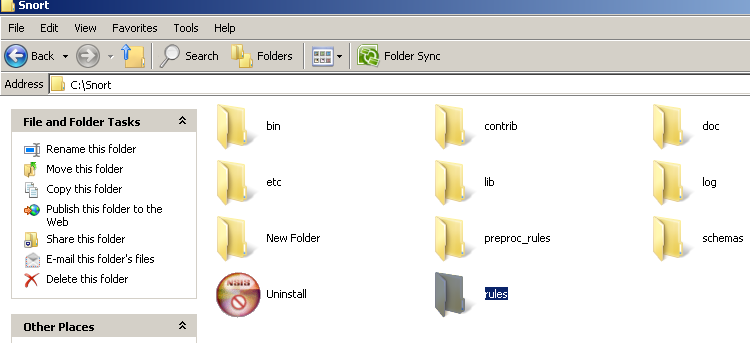 Snort
File Edit View Favorites Tools Help
Back Search Folders Folder Sync
Address C:\Snort
File and Folder Tasks
Rename this folder
Move this folder
Copy this folder
Publish this folder to the
Web
Share this folder
E-mail this folder's files
Delete this folder
Other Places
bin contrib doc
etc lib log
New Folder preproc_rules schemas
NSIS
Uninstall rules